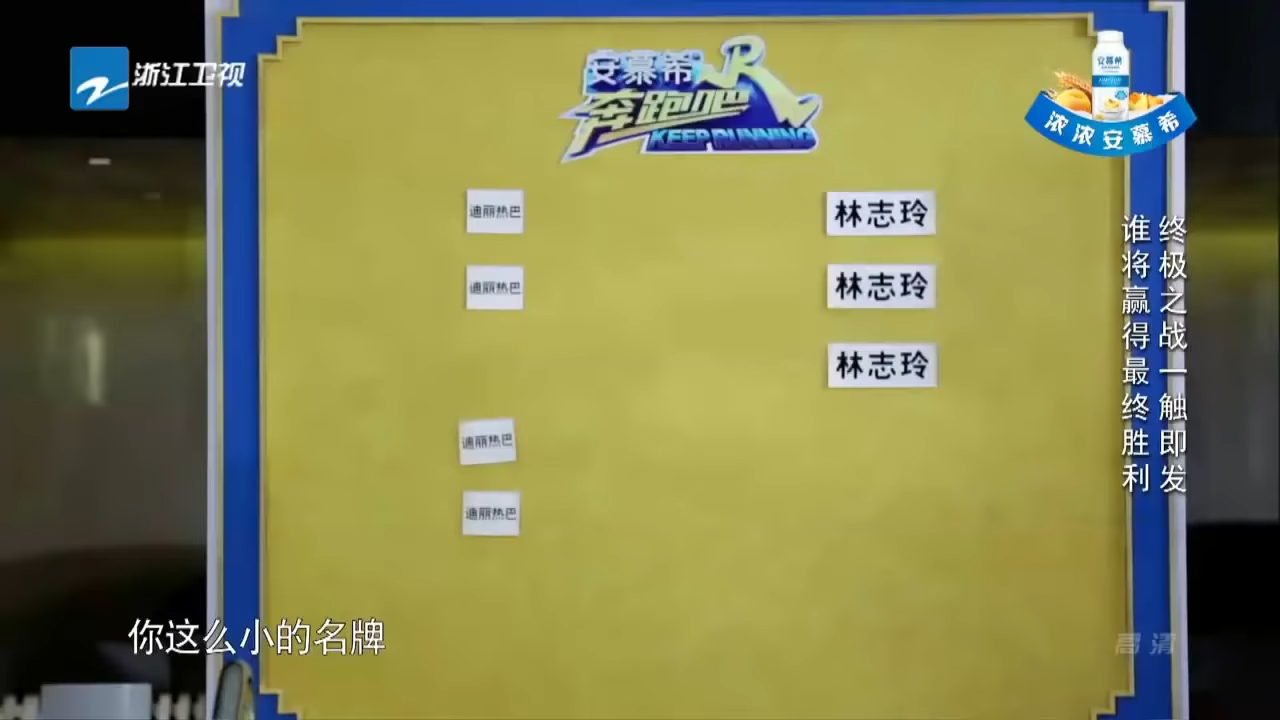 浙江卫视
安慕希
奔跑吧
KEEP RUNNING
安慕希
浓浓安慕希
迪丽热巴
林志玲
迪丽热巴
林志玲
林志玲
迪丽热巴
迪丽热巴
终极之战一触即发
谁将赢得最终胜利
你这么小的名牌
高清